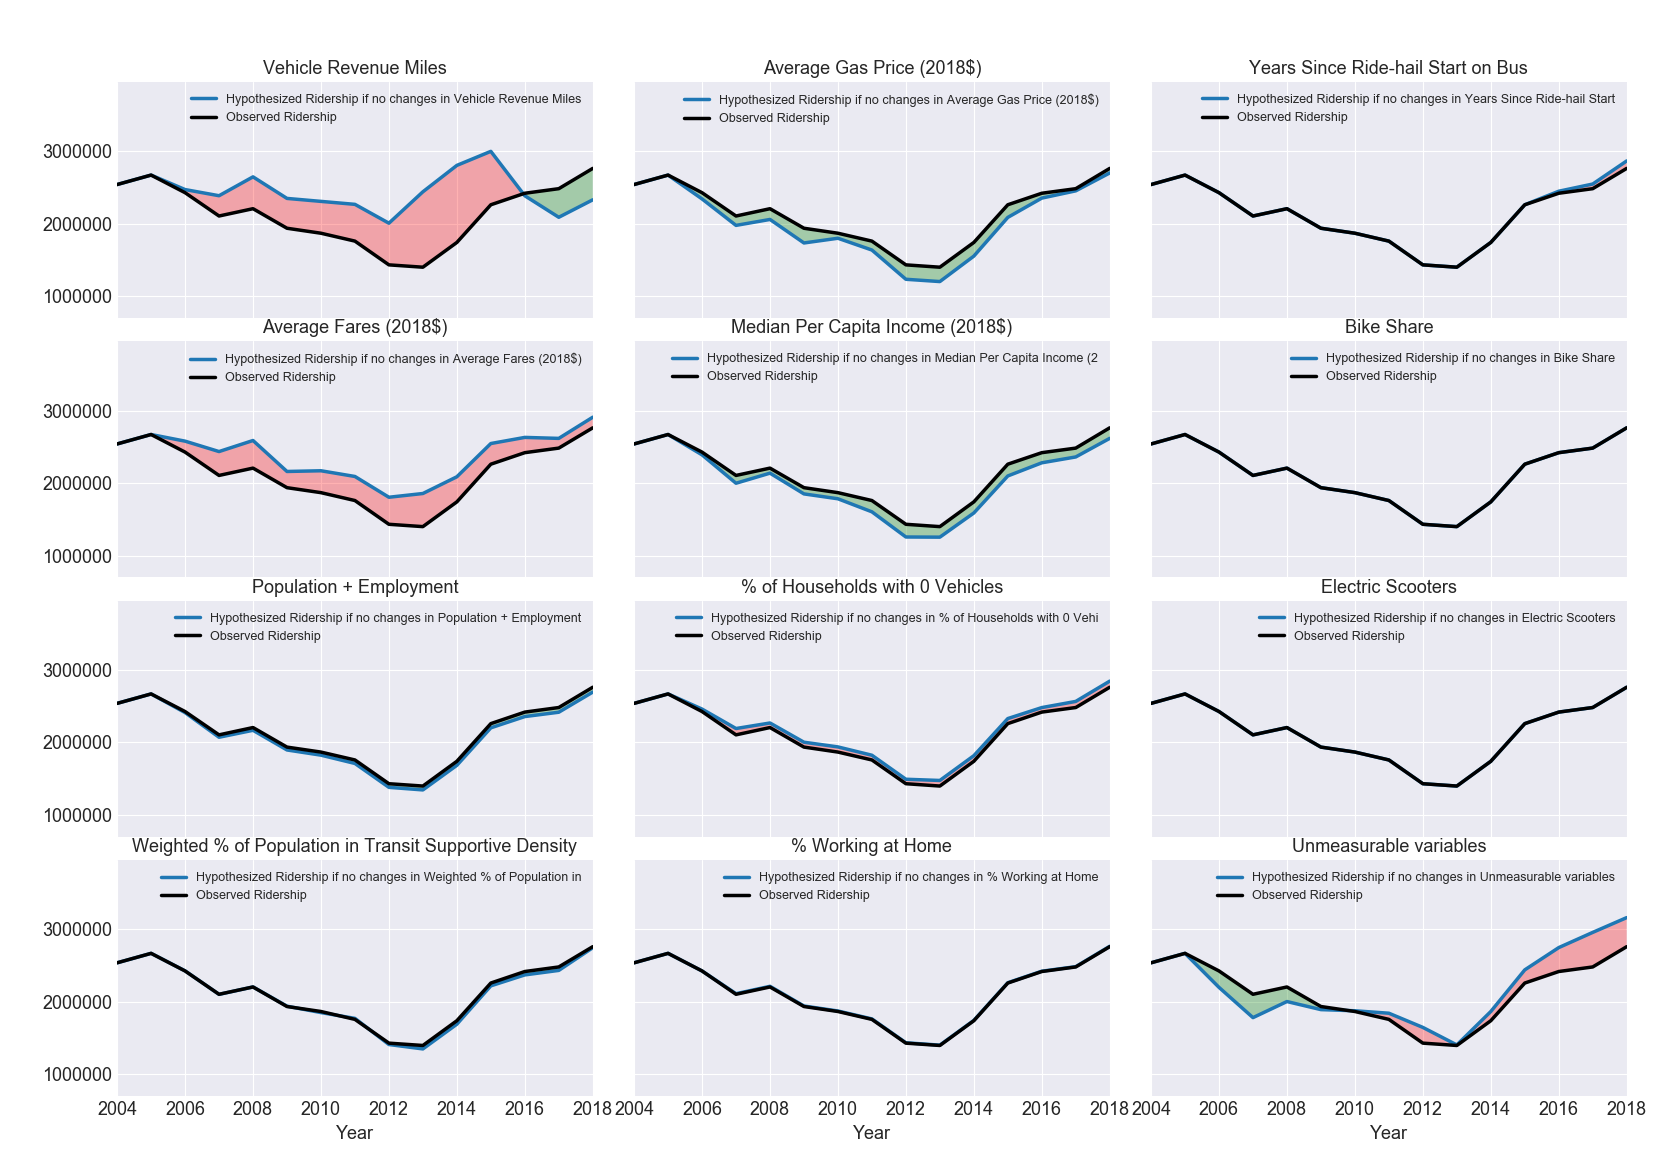 Vehicle Revenue Miles
Hypothesized Ridership if no changes in Vehicle Revenue Miles
Observed Ridership
3000000
2000000
1000000
Average Gas Price (2018$)
Hypothesized Ridership if no changes in Average Gas Price (2018$)
Observed Ridership
Years Since Ride-hail Start on Bus
Hypothesized Ridership if no changes in Years Since Ride-hail Start
Observed Ridership
Average Fares (2018$)
Hypothesized Ridership if no changes in Average Fares (2018$)
Observed Ridership
3000000
2000000
1000000
Median Per Capita Income (2018$)
Hypothesized Ridership if no changes in Median Per Capita Income (2
Observed Ridership
Bike Share
Hypothesized Ridership if no changes in Bike Share
Observed Ridership
Population + Employment
Hypothesized Ridership if no changes in Population + Employment
Observed Ridership
3000000
2000000
1000000
% of Households with 0 Vehicles
Hypothesized Ridership if no changes in % of Households with 0 Vehi
Observed Ridership
Electric Scooters
Hypothesized Ridership if no changes in Electric Scooters
Observed Ridership
Weighted % of Population in Transit Supportive Density
Hypothesized Ridership if no changes in Weighted % of Population in
Observed Ridership
3000000
2000000
1000000
2004 2006 2008 2010 2012 2014 2016 2018
Year
% Working at Home
Hypothesized Ridership if no changes in % Working at Home
Observed Ridership
2004 2006 2008 2010 2012 2014 2016 2018
Year
Unmeasurable variables
Hypothesized Ridership if no changes in Unmeasurable variables
Observed Ridership
2004 2006 2008 2010 2012 2014 2016 2018
Year